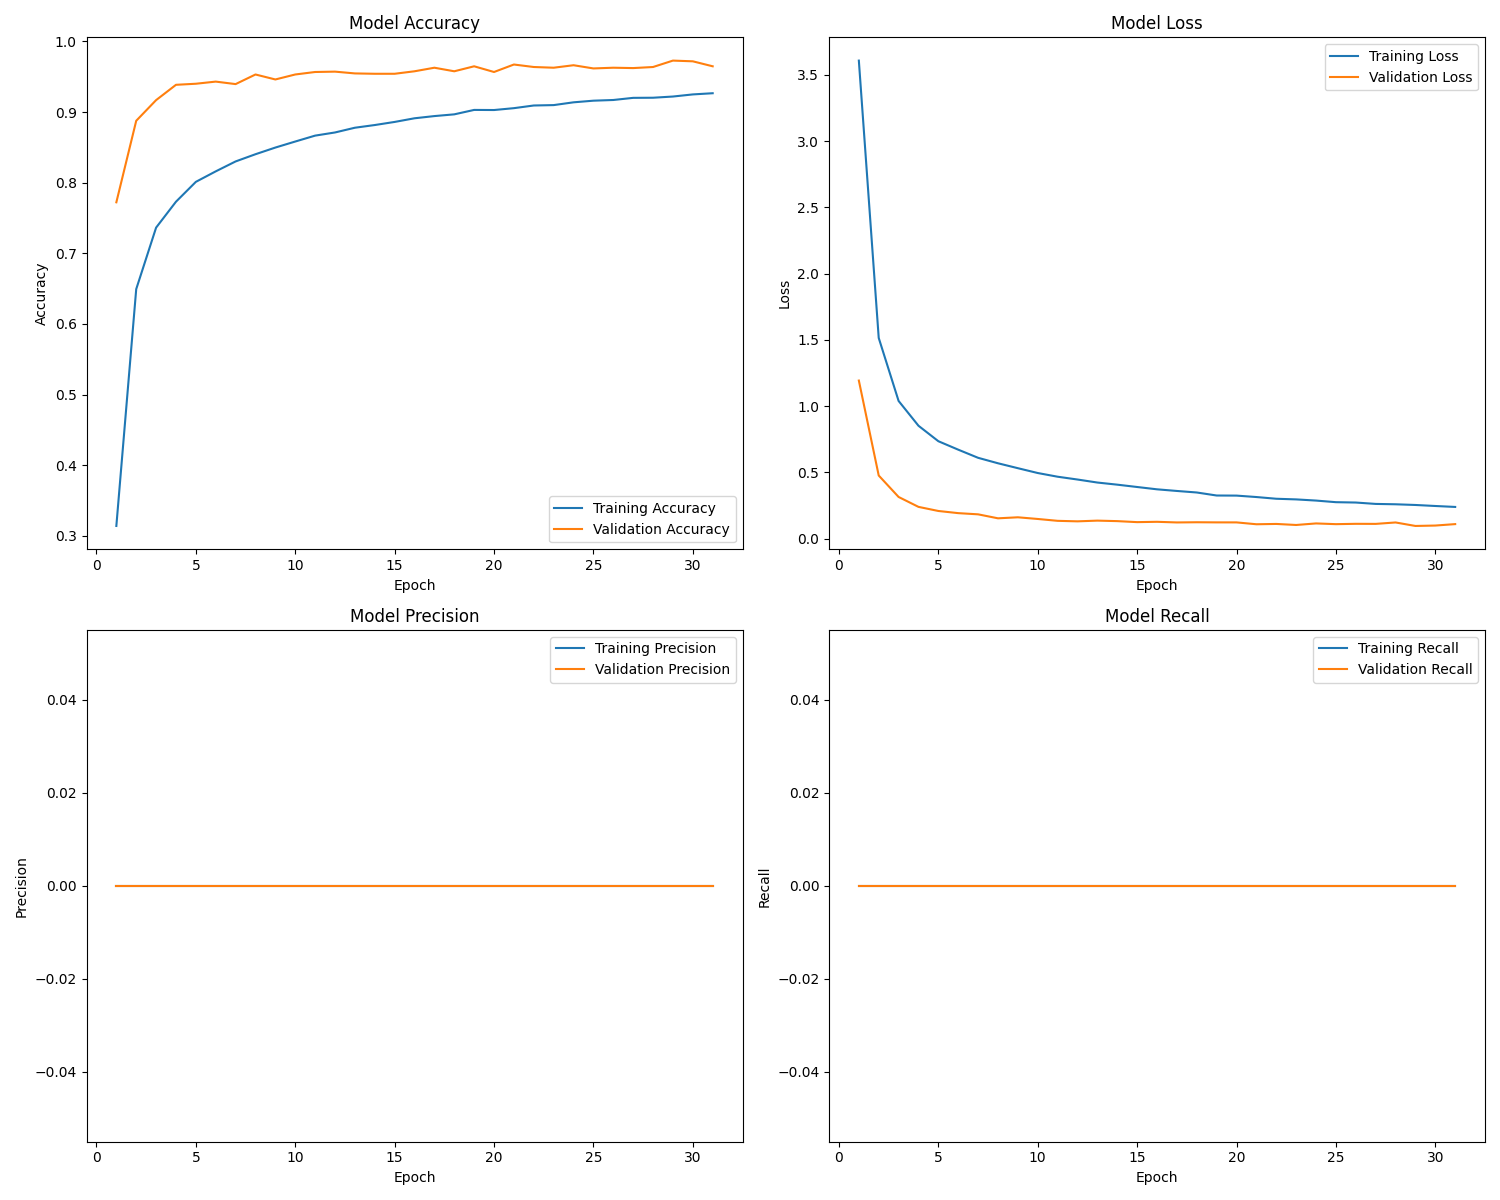 Model Accuracy
1.0
0.9
0.8
0.7
0.6
0.5
0.4
0.3
Accuracy
Training Accuracy
Validation Accuracy
0 5 10 15 20 25 30
Epoch
Model Loss
3.5
3.0
2.5
2.0
1.5
1.0
0.5
0.0
Loss
Training Loss
Validation Loss
0 5 10 15 20 25 30
Epoch
Model Precision
0.04
0.02
0.00
−0.02
−0.04
Precision
Training Precision
Validation Precision
0 5 10 15 20 25 30
Epoch
Model Recall
0.04
0.02
0.00
−0.02
−0.04
Recall
Training Recall
Validation Recall
0 5 10 15 20 25 30
Epoch